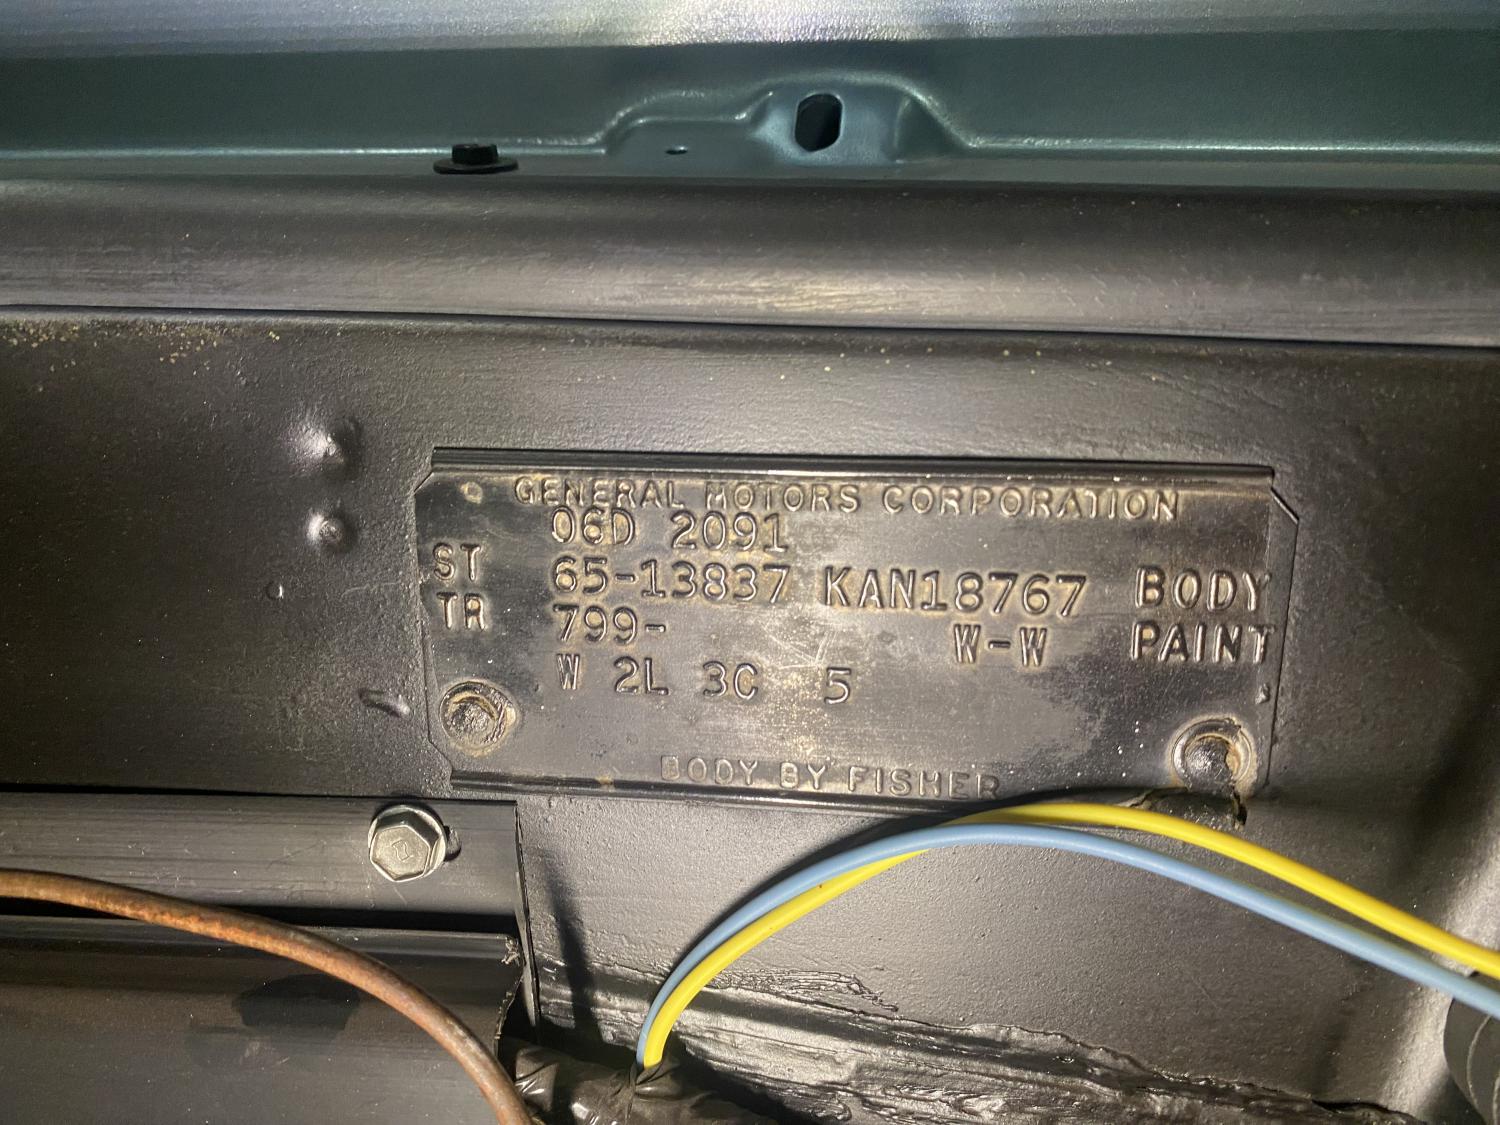 GENERAL MOTORS CORPORATION
06D 2091
ST 65-13837 KAN18767 BODY
TR 799- W-W PAINT
W 2L 3C 5
BODY BY FISHER